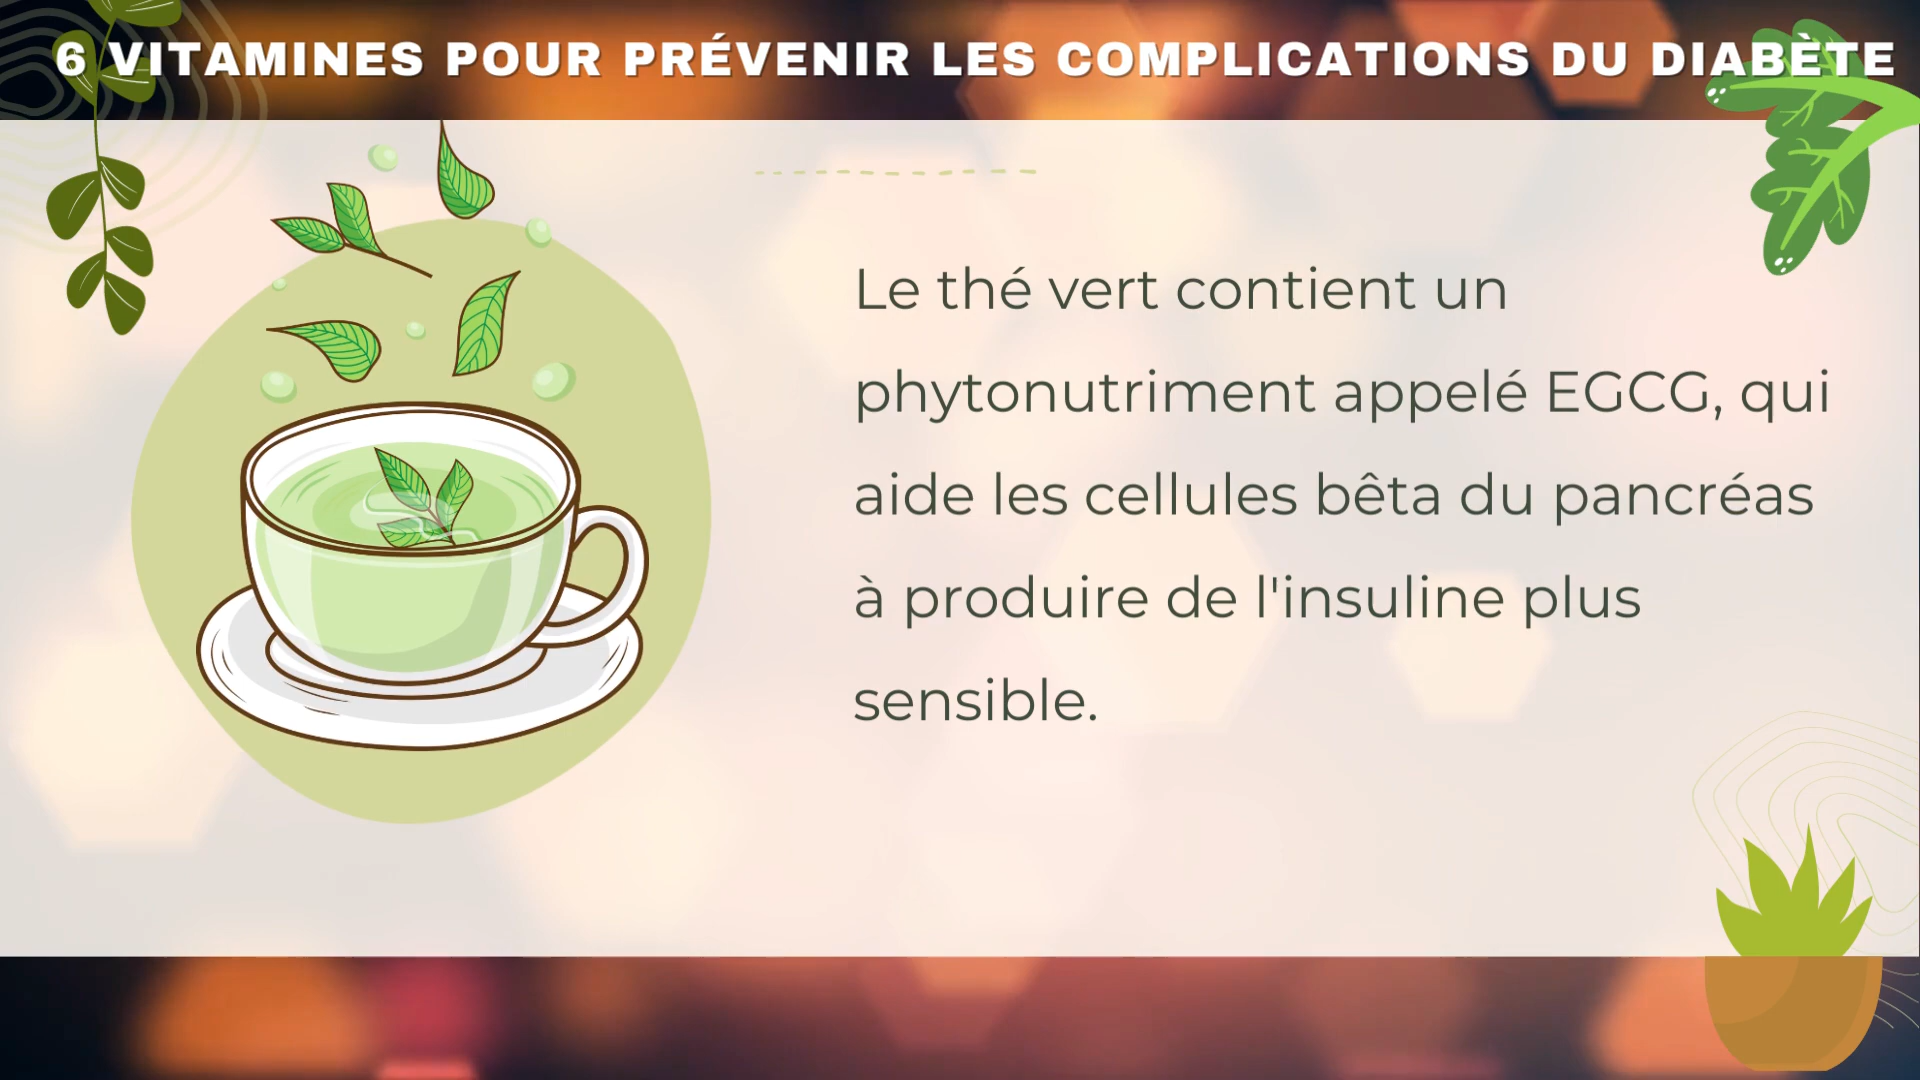 6 VITAMINES POUR PRÉVENIR LES COMPLICATIONS DU DIABÈTE
Le thé vert contient un
phytonutriment appelé EGCG, qui
aide les cellules bêta du pancréas
à produire de l'insuline plus
sensible.